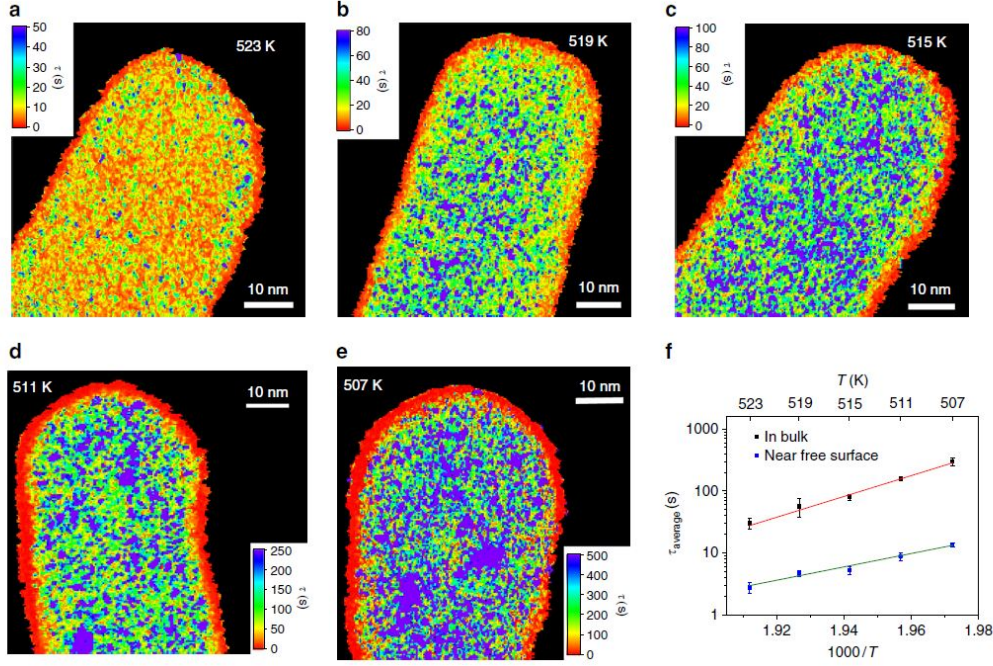 a
50
40
30
20
10
0
τ (s)
523 K
10 nm
b
80
60
40
20
0
τ (s)
519 K
10 nm
c
100
80
60
40
20
0
τ (s)
515 K
10 nm
d
511 K
10 nm
250
200
150
100
50
0
τ (s)
e
507 K
10 nm
500
400
300
200
100
0
τ (s)
f
T (K)
523 519 515 511 507
1000
100
10
1
τaverage (s)
In bulk
Near free surface
1.92 1.94 1.96 1.98
1000/T